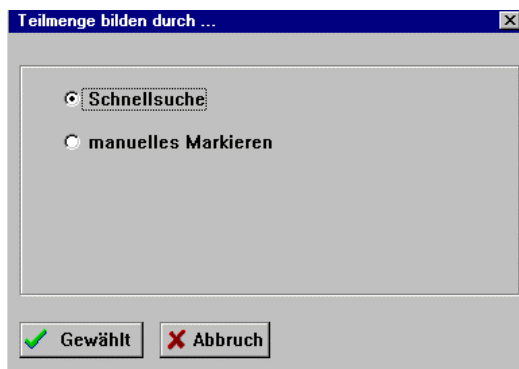 Teilmenge bilden durch ...
Schnellsuche
manuelles Markieren
Gewählt Abbruch